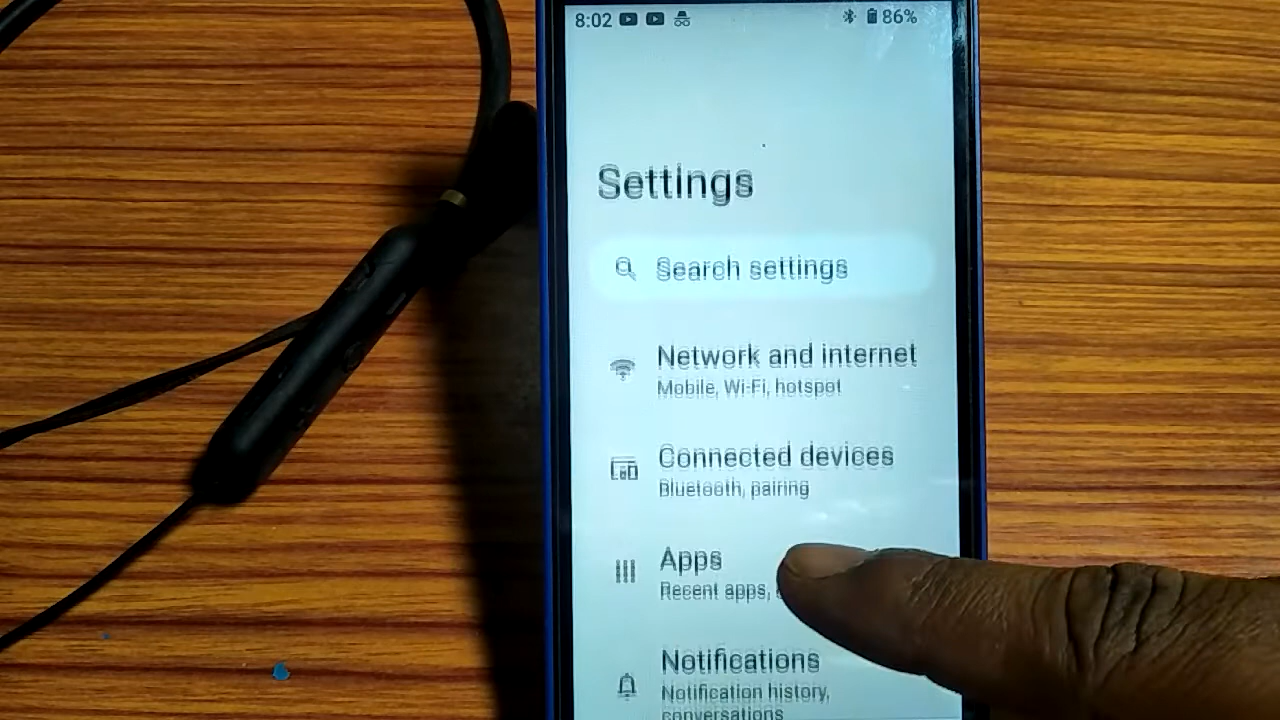 8:02 86%
Settings
Search settings
Network and internet
Mobile, Wi-Fi, hotspot
Connected devices
Bluetooth, pairing
Apps
Recent apps,
Notifications
Notification history,
conversations